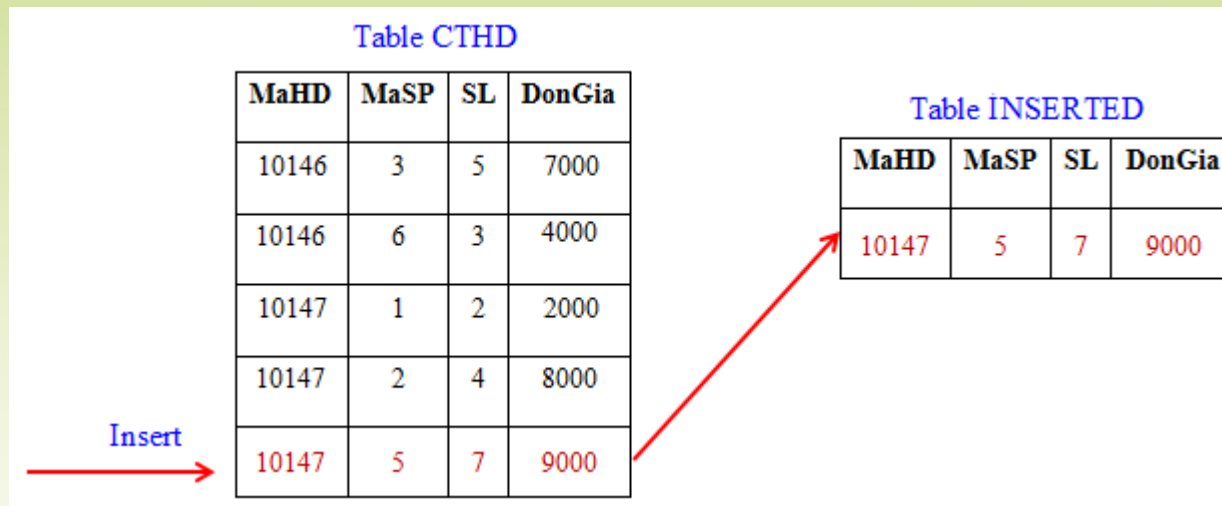 Table CTHD
MaHD MaSP SL DonGia
10146 3 5 7000
10146 6 3 4000
10147 1 2 2000
10147 2 4 8000
Insert
10147 5 7 9000
Table İNSERTED
MaHD MaSP SL DonGia
10147 5 7 9000